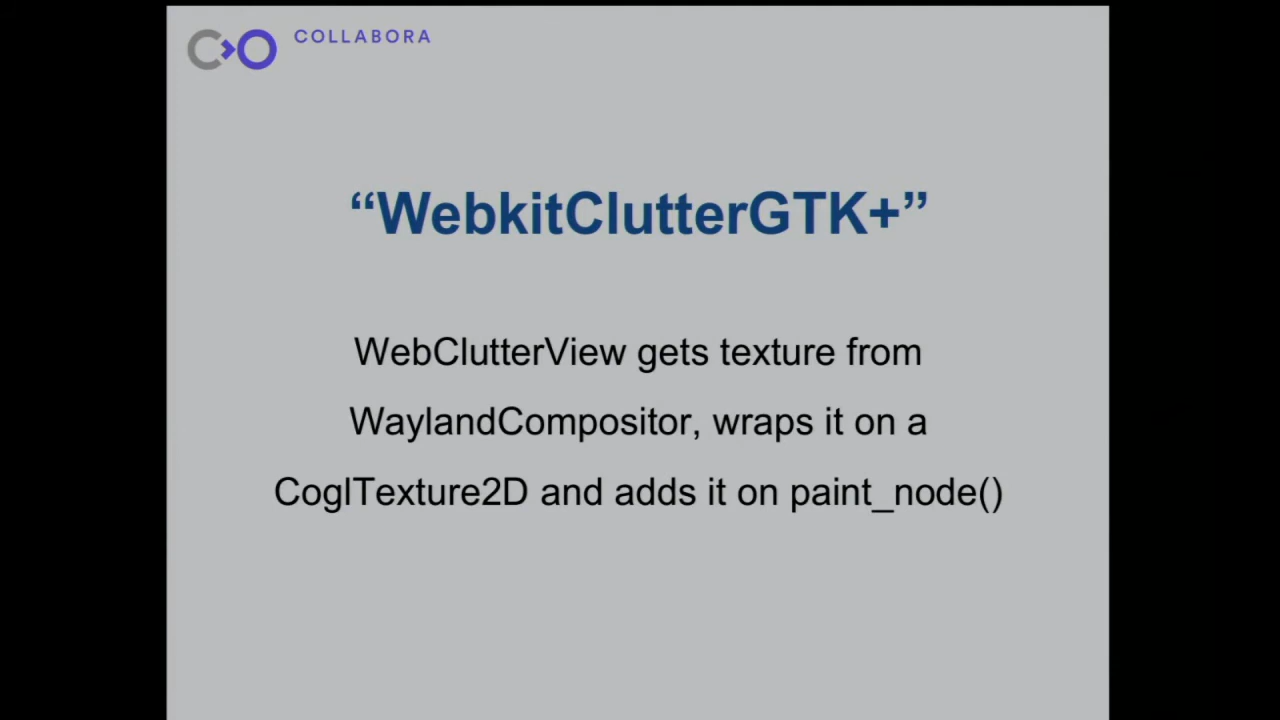 COLLABORA
“WebkitClutterGTK+”
WebClutterView gets texture from
WaylandCompositor, wraps it on a
CoglTexture2D and adds it on paint_node()